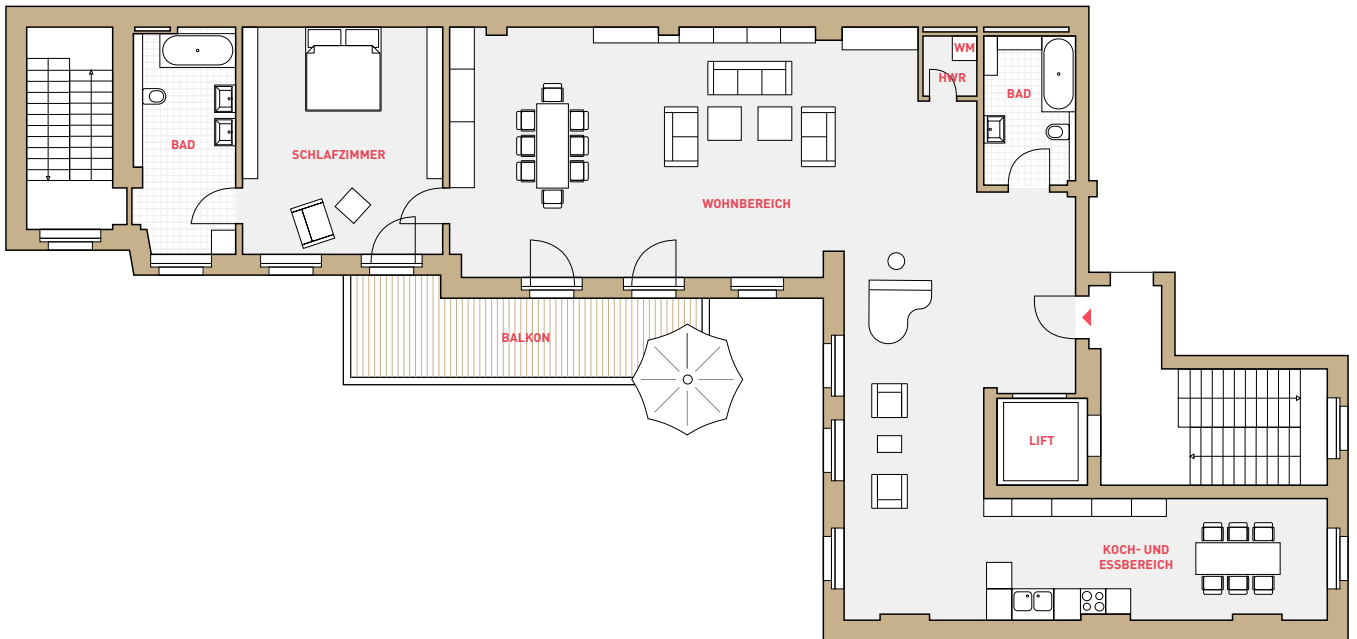 WM
HWR
BAD
BAD
SCHLAFZIMMER
WOHNBEREICH
BALKON
LIFT
KOCH- UND
ESSBEREICH